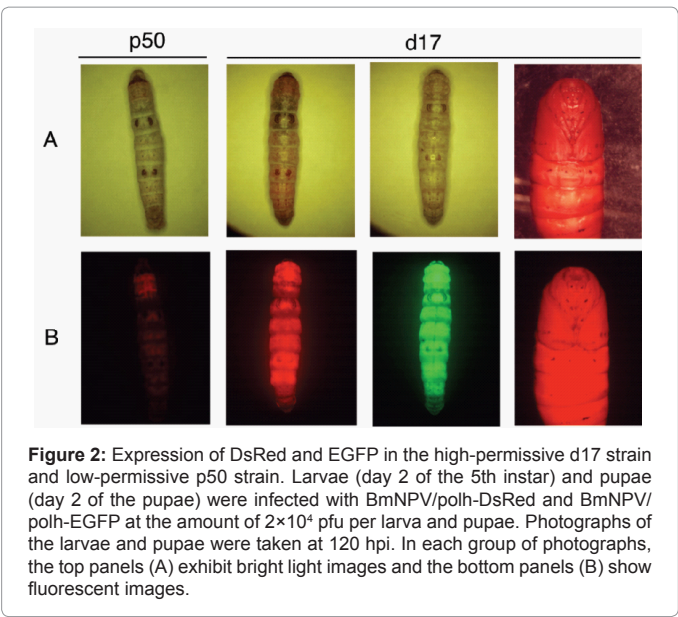 p50 d17
A
B
Figure 2: Expression of DsRed and EGFP in the high-permissive d17 strain
and low-permissive p50 strain. Larvae (day 2 of the 5th instar) and pupae
(day 2 of the pupae) were infected with BmNPV/polh-DsRed and BmNPV/
polh-EGFP at the amount of 2×10⁴ pfu per larva and pupae. Photographs of
the larvae and pupae were taken at 120 hpi. In each group of photographs,
the top panels (A) exhibit bright light images and the bottom panels (B) show
fluorescent images.